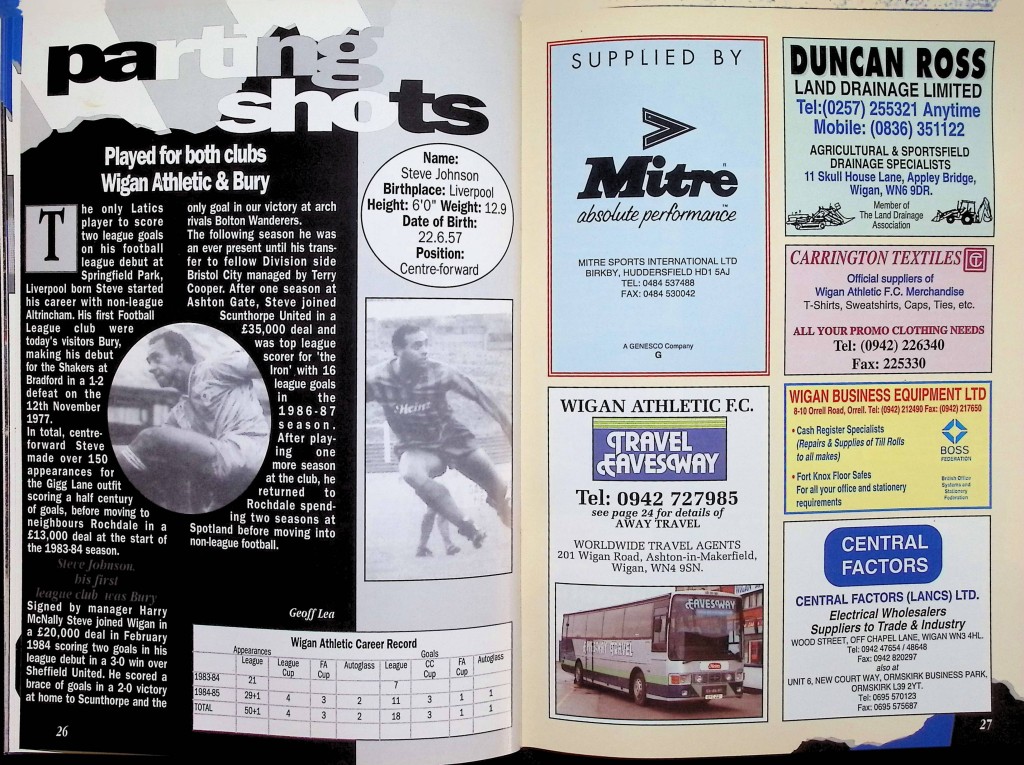 parting
shots
Played for both clubs
Wigan Athletic & Bury
The only Latics
player to score
two league goals
on his football
league debut at
Springfield Park,
Liverpool born Steve started
his career with non-league
Altrincham. His first Football
League club were
today's visitors Bury,
making his debut
for the Shakers at
Bradford in a 1-2
defeat on the
12th November
1977.
In total, centre-
forward Steve
made over 150
appearances for
the Gigg Lane outfit
scoring a half century
of goals, before moving to
neighbours Rochdale in a
£13,000 deal at the start of
the 1983-84 season.
Steve Johnson.
his first
league club was Bury
Signed by manager Harry
McNally Steve joined Wigan in
a £20,000 deal in February
1984 scoring two goals in his
league debut in a 3-0 win over
Sheffield United. He scored a
brace of goals in a 2-0 victory
at home to Scunthorpe and the
only goal in our victory at arch
rivals Bolton Wanderers.
The following season he was
an ever present until his trans-
fer to fellow Division side
Bristol City managed by Terry
Cooper. After one season at
Ashton Gate, Steve joined
Scunthorpe United in a
£35,000 deal and
was top league
scorer for 'the
Iron' with 16
league goals
in the
1986-87
season.
After play-
ing one
more season
at the club, he
returned to
Rochdale spend-
ing two seasons at
Spotland before moving into
non-league football.
Geoff Lea
Name:
Steve Johnson
Birthplace: Liverpool
Height: 6'0" Weight: 12.9
Date of Birth:
22.6.57
Position:
Centre-forward
Heinz
Wigan Athletic Career Record
Appearances Goals
League League Cup FA Cup Autoglass League CC Cup FA Cup Autoglass
1983-84 21 7
1984-85 29+1 4 3 2 11 3 1 1
TOTAL 50+1 4 3 2 18 3 1 1
26
SUPPLIED BY
Mitre
absolute performance
MITRE SPORTS INTERNATIONAL LTD
BIRKBY, HUDDERSFIELD HD1 5AJ
TEL: 0484 537488
FAX: 0484 530042
A GENESCO Company
G
WIGAN ATHLETIC F.C.
TRAVEL
EAVESWAY
Tel: 0942 727985
see page 24 for details of
AWAY TRAVEL
WORLDWIDE TRAVEL AGENTS
201 Wigan Road, Ashton-in-Makerfield,
Wigan, WN4 9SN.
EAVESWAY
EAVESWAY TRAVEL
DUNCAN ROSS
LAND DRAINAGE LIMITED
Tel:(0257) 255321 Anytime
Mobile: (0836) 351122
AGRICULTURAL & SPORTSFIELD
DRAINAGE SPECIALISTS
11 Skull House Lane, Appley Bridge,
Wigan, WN6 9DR.
Member of
The Land Drainage
Association
CARRINGTON TEXTILES
Official suppliers of
Wigan Athletic F.C. Merchandise
T-Shirts, Sweatshirts, Caps, Ties, etc.
ALL YOUR PROMO CLOTHING NEEDS
Tel: (0942) 226340
Fax: 225330
WIGAN BUSINESS EQUIPMENT LTD
8-10 Orrell Road, Orrell. Tel: (0942) 212490 Fax: (0942) 217650
• Cash Register Specialists
(Repairs & Supplies of Till Rolls
to all makes)
• Fort Knox Floor Safes
For all your office and stationery
requirements
BOSS
FEDERATION
British Office
Systems and
Stationery
Federation
CENTRAL
FACTORS
CENTRAL FACTORS (LANCS) LTD.
Electrical Wholesalers
Suppliers to Trade & Industry
WOOD STREET, OFF CHAPEL LANE, WIGAN WN3 4HL.
Tel: 0942 47654 / 48648
Fax: 0942 820297
also at
UNIT 6, NEW COURT WAY, ORMSKIRK BUSINESS PARK,
ORMSKIRK L39 2YT.
Tel: 0695 570123
Fax: 0695 575687
27